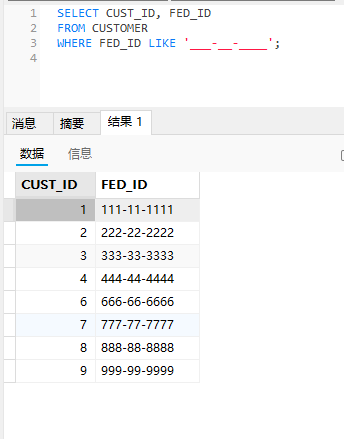 1 SELECT CUST_ID, FED_ID
2 FROM CUSTOMER
3 WHERE FED_ID LIKE '___-__-____';
4
消息 摘要 结果 1
数据 信息
CUST_ID FED_ID
1 111-11-1111
2 222-22-2222
3 333-33-3333
4 444-44-4444
6 666-66-6666
7 777-77-7777
8 888-88-8888
9 999-99-9999